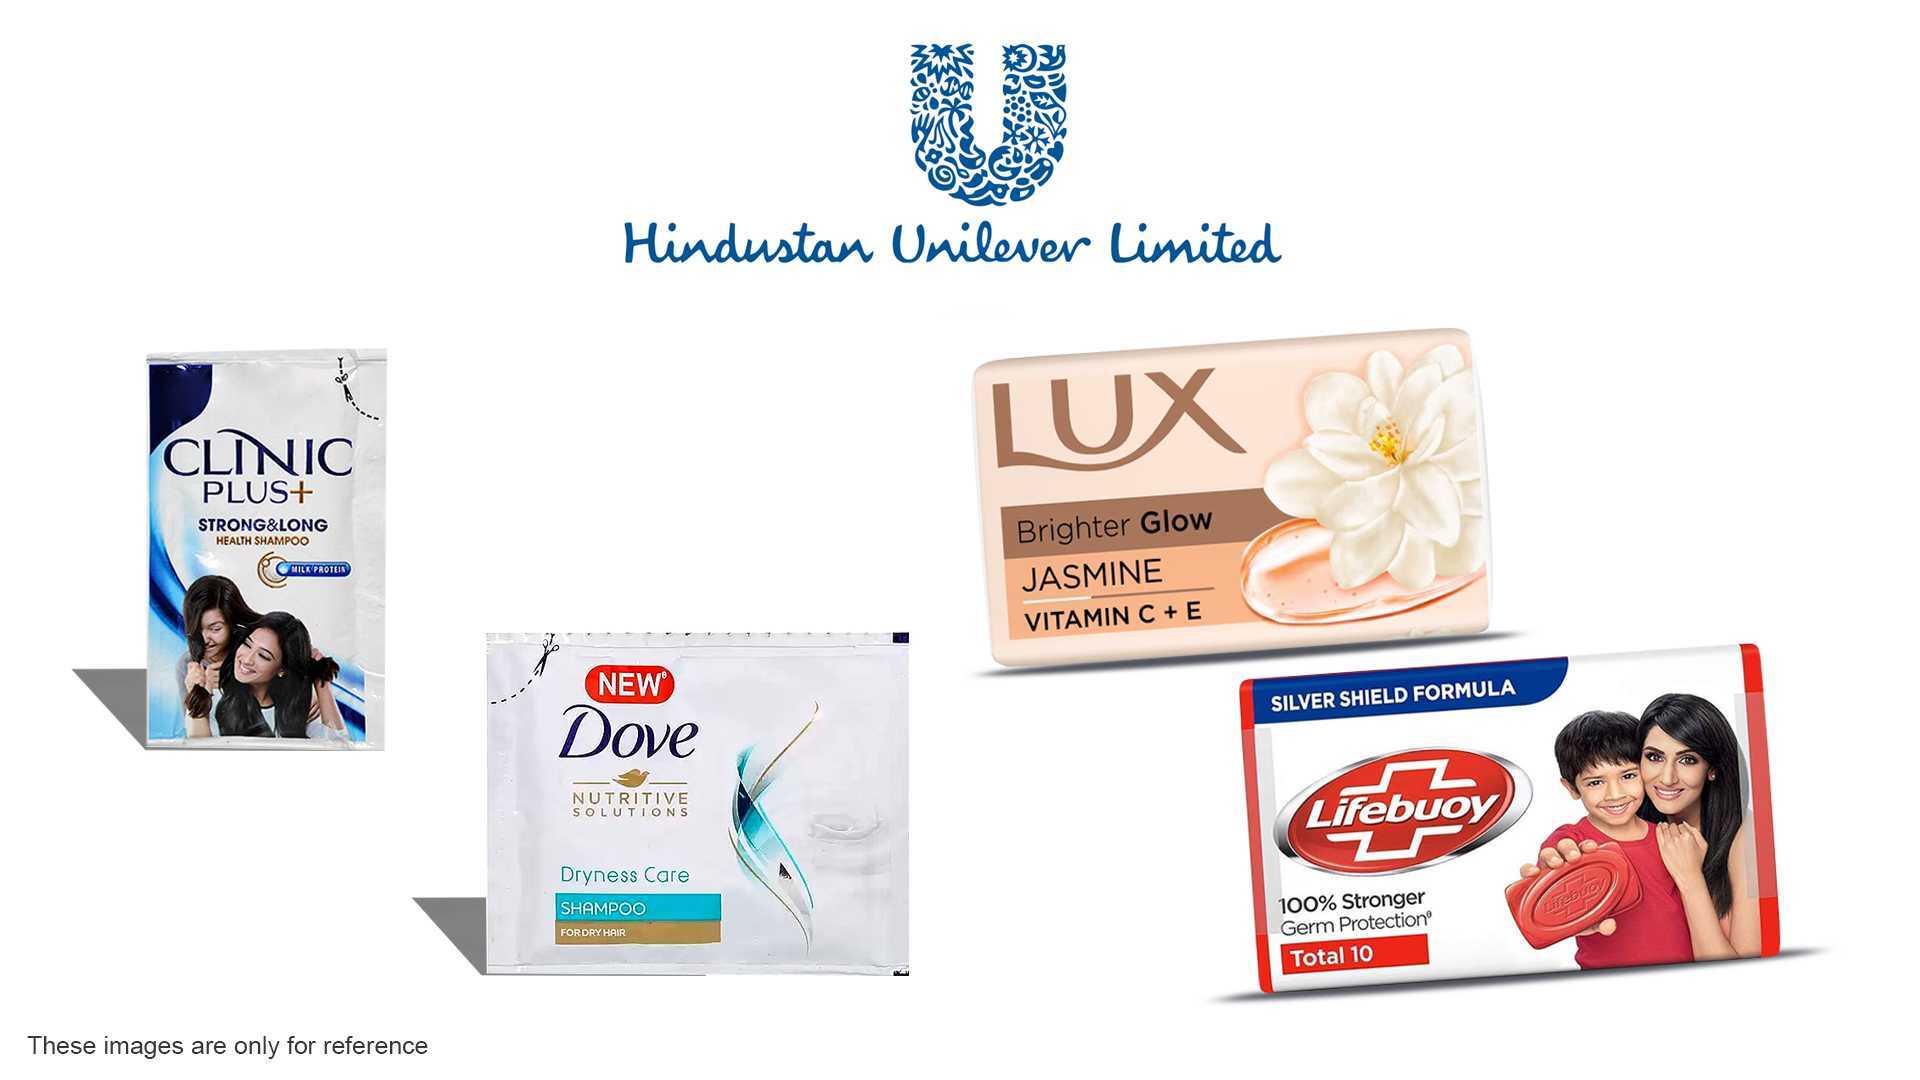 Hindustan Unilever Limited
CLINIC
PLUS+
STRONG&LONG
HEALTH SHAMPOO
MILK PROTEIN
NEW
Dove
NUTRITIVE
SOLUTIONS
Dryness Care
SHAMPOO
FOR DRY HAIR
LUX
Brighter Glow
JASMINE
VITAMIN C + E
SILVER SHIELD FORMULA
Lifebuoy
Lifebuoy
100% Stronger
Germ Protection
Total 10
These images are only for reference